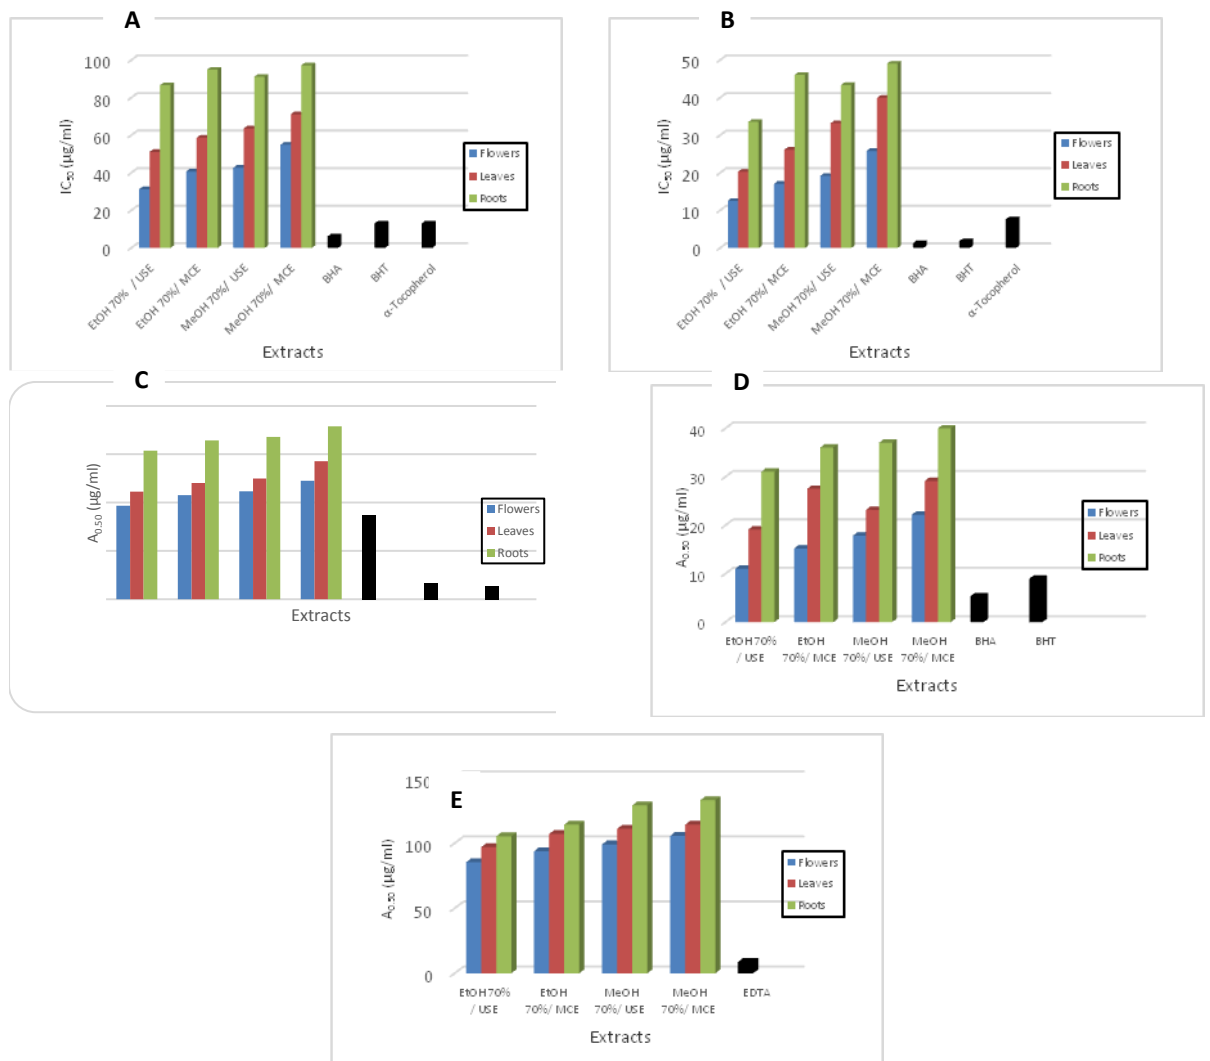 A
100
80
60
40
20
0
IC50 (µg/ml)
EtOH 70% / USE
EtOH 70%/ MCE
MeOH 70%/ USE
MeOH 70%/ MCE
BHA
BHT
α-Tocopherol
Extracts
Flowers
Leaves
Roots
B
50
40
30
20
10
0
IC50 (µg/ml)
EtOH 70% / USE
EtOH 70%/ MCE
MeOH 70%/ USE
MeOH 70%/ MCE
BHA
BHT
α-Tocopherol
Extracts
Flowers
Leaves
Roots
C
A0.50 (µg/ml)
Extracts
Flowers
Leaves
Roots
D
40
30
20
10
0
A0.50 (µg/ml)
EtOH 70%
/ USE
EtOH
70%/ MCE
MeOH
70%/ USE
MeOH
70%/ MCE
BHA
BHT
Extracts
Flowers
Leaves
Roots
E
150
100
50
0
A0.50 (µg/ml)
EtOH 70%
/ USE
EtOH
70%/ MCE
MeOH
70%/ USE
MeOH
70%/ MCE
EDTA
Extracts
Flowers
Leaves
Roots